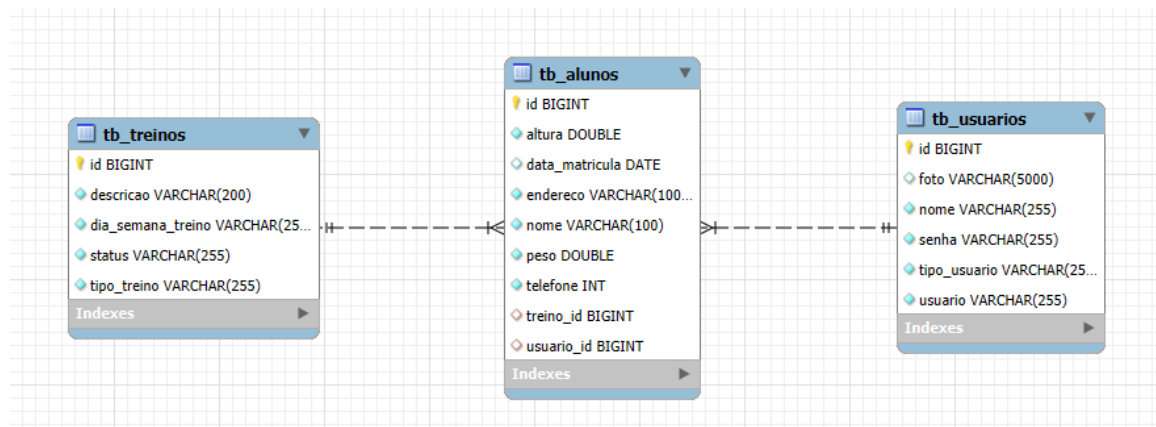 tb_treinos
id BIGINT
descricao VARCHAR(200)
dia_semana_treino VARCHAR(25...
status VARCHAR(255)
tipo_treino VARCHAR(255)
Indexes
tb_alunos
id BIGINT
altura DOUBLE
data_matricula DATE
endereco VARCHAR(100...
nome VARCHAR(100)
peso DOUBLE
telefone INT
treino_id BIGINT
usuario_id BIGINT
Indexes
tb_usuarios
id BIGINT
foto VARCHAR(5000)
nome VARCHAR(255)
senha VARCHAR(255)
tipo_usuario VARCHAR(25...
usuario VARCHAR(255)
Indexes